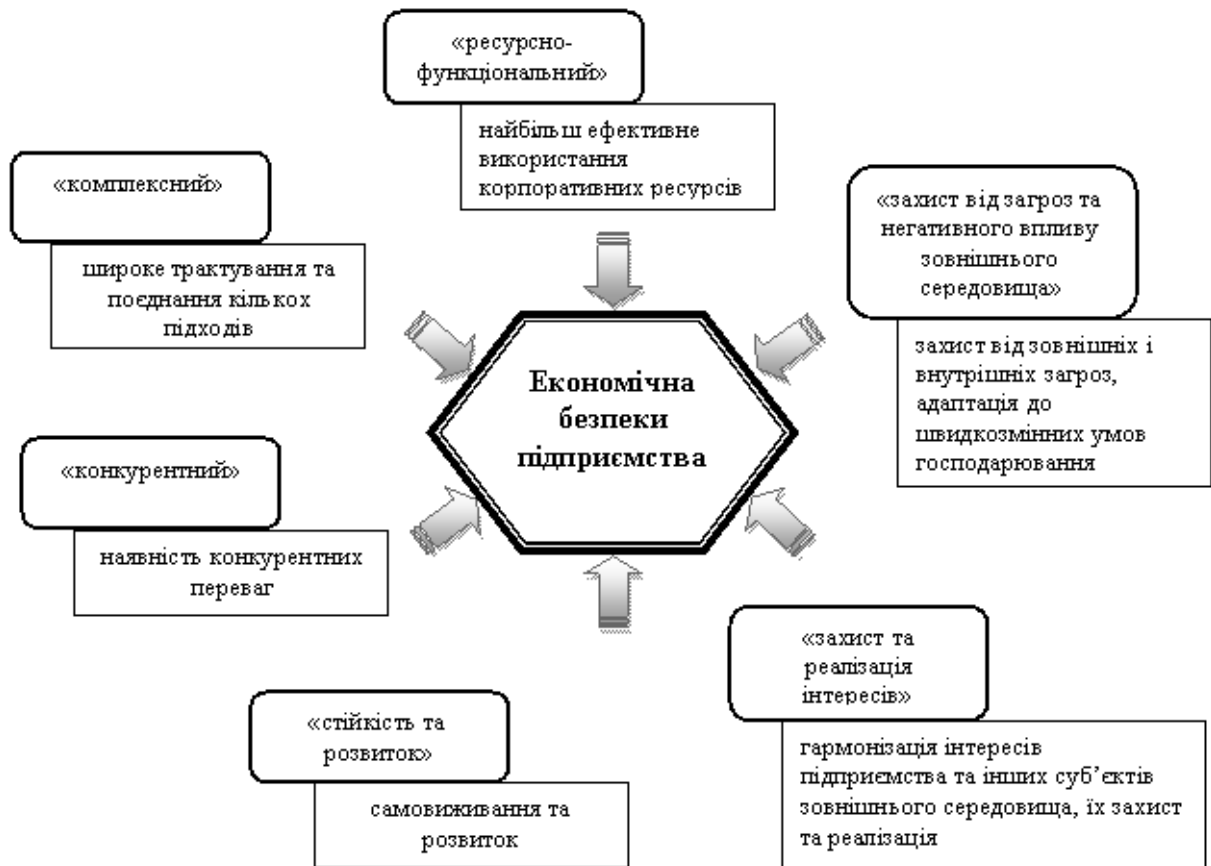 «ресурсно-
функціональний»
найбільш ефективне
використання
корпоративних ресурсів
«комплексний»
широке трактування та
поєднання кількох
підходів
«захист від загроз та
негативного впливу
зовнішнього
середовища»
захист від зовнішніх і
внутрішніх загроз,
адаптація до
швидкозмінних умов
господарювання
Економічна
безпеки
підприємства
«конкурентний»
наявність конкурентних
переваг
«захист та
реалізація
інтересів»
гармонізація інтересів
підприємства та інших суб’єктів
зовнішнього середовища, їх захист
та реалізація
«стійкість та
розвиток»
самовиживання та
розвиток